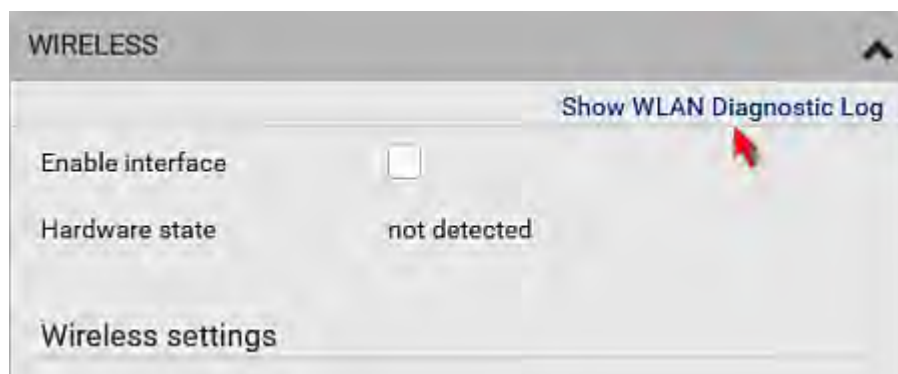 WIRELESS
Show WLAN Diagnostic Log
Enable interface
Hardware state not detected
Wireless settings